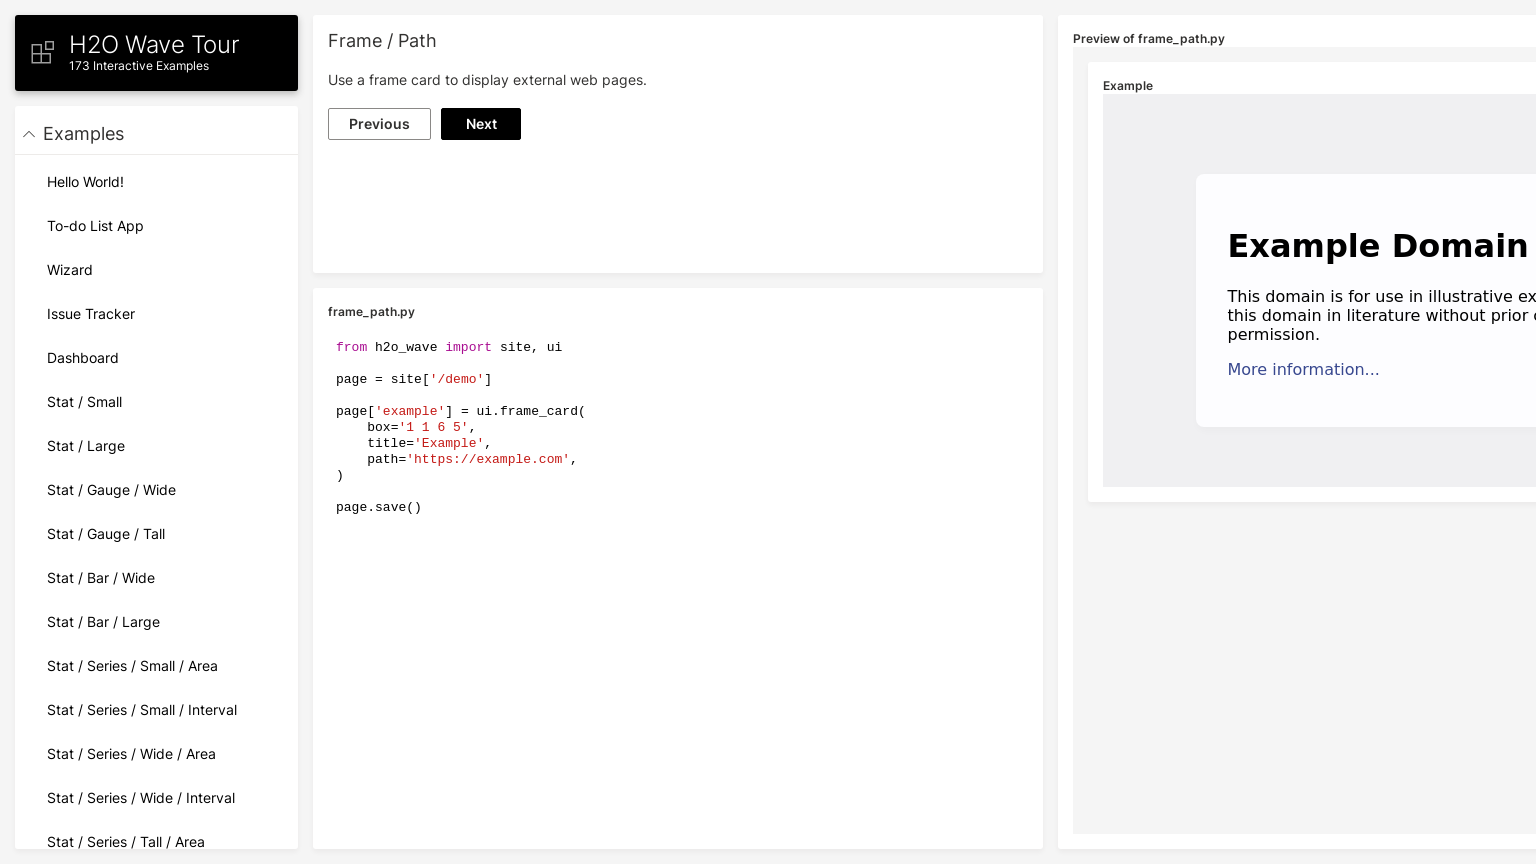 H2O Wave Tour
173 Interactive Examples
Examples
Hello World!
To-do List App
Wizard
Issue Tracker
Dashboard
Stat / Small
Stat / Large
Stat / Gauge / Wide
Stat / Gauge / Tall
Stat / Bar / Wide
Stat / Bar / Large
Stat / Series / Small / Area
Stat / Series / Small / Interval
Stat / Series / Wide / Area
Stat / Series / Wide / Interval
Stat / Series / Tall / Area
Frame / Path
Use a frame card to display external web pages.
Previous
Next
frame_path.py
from h2o_wave import site, ui
page = site['/demo']
page['example'] = ui.frame_card(
    box='1 1 6 5',
    title='Example',
    path='https://example.com',
)
page.save()
Preview of frame_path.py
Example
Example Domain
This domain is for use in illustrative
this domain in literature without prior
permission.
More information...